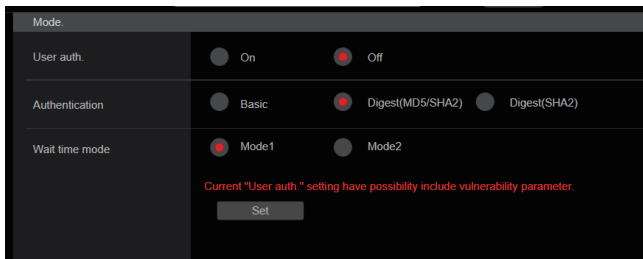 Mode.
User auth. On Off
Authentication Basic Digest(MD5/SHA2) Digest(SHA2)
Wait time mode Mode1 Mode2
Current "User auth." setting have possibility include vulnerability parameter.
Set